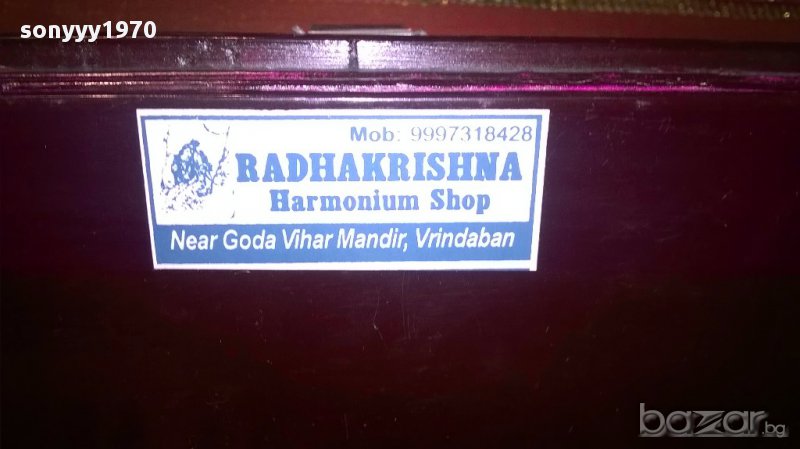 sonyyy1970
Mob: 9997318428
RADHAKRISHNA
Harmonium Shop
Near Goda Vihar Mandir, Vrindaban
bazar.bg